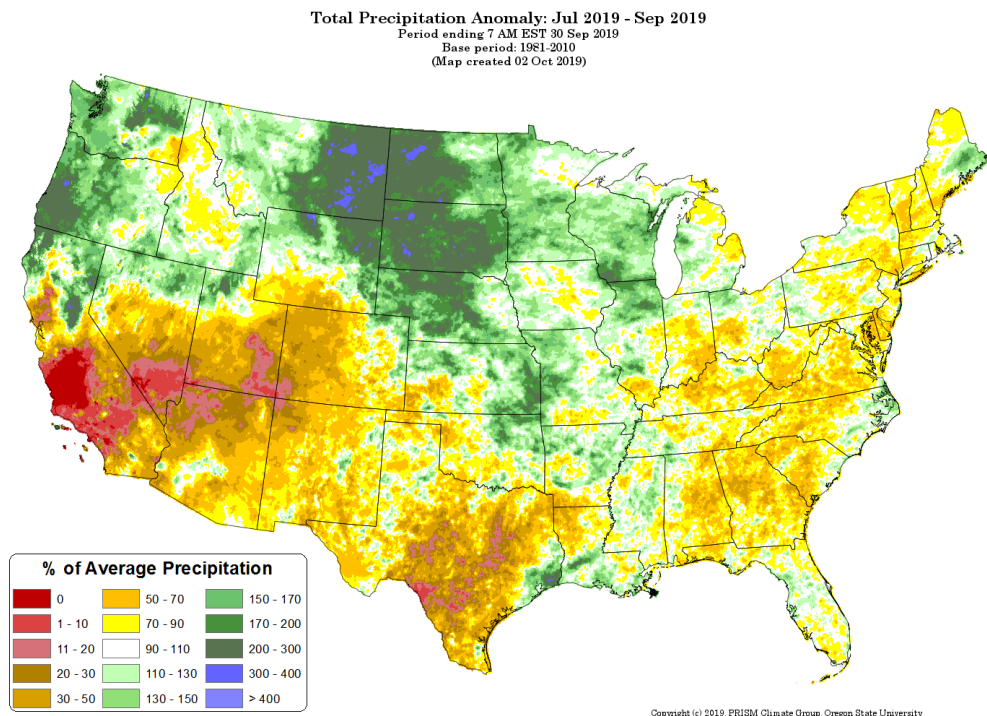 Total Precipitation Anomaly: Jul 2019 - Sep 2019
Period ending 7 AM EST 30 Sep 2019
Base period: 1981-2010
(Map created 02 Oct 2019)
% of Average Precipitation
0 50 - 70 150 - 170
1 - 10 70 - 90 170 - 200
11 - 20 90 - 110 200 - 300
20 - 30 110 - 130 300 - 400
30 - 50 130 - 150 > 400
Copyright (c) 2019, PRISM Climate Group, Oregon State University